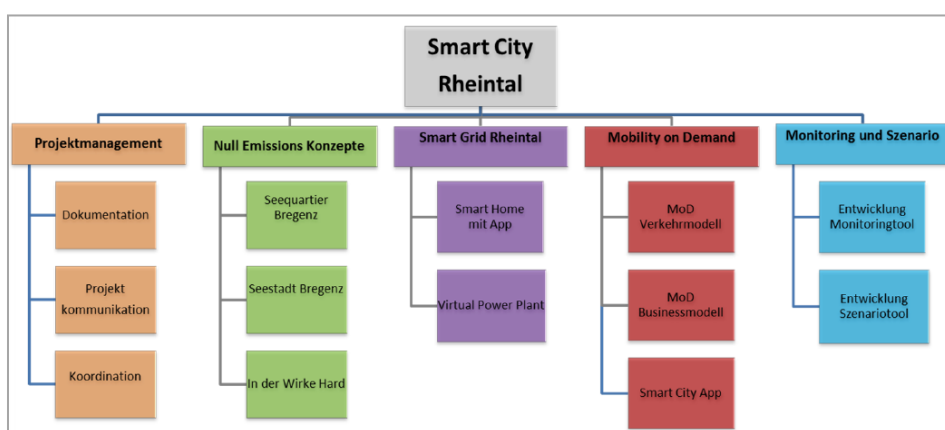 Smart City
Rheintal
Projektmanagement
Dokumentation
Projekt
kommunikation
Koordination
Null Emissions Konzepte
Seequartier
Bregenz
Seestadt Bregenz
In der Wirke Hard
Smart Grid Rheintal
Smart Home
mit App
Virtual Power Plant
Mobility on Demand
MoD
Verkehrmodell
MoD
Businessmodell
Smart City App
Monitoring und Szenario
Entwicklung
Monitoringtool
Entwicklung
Szenariotool